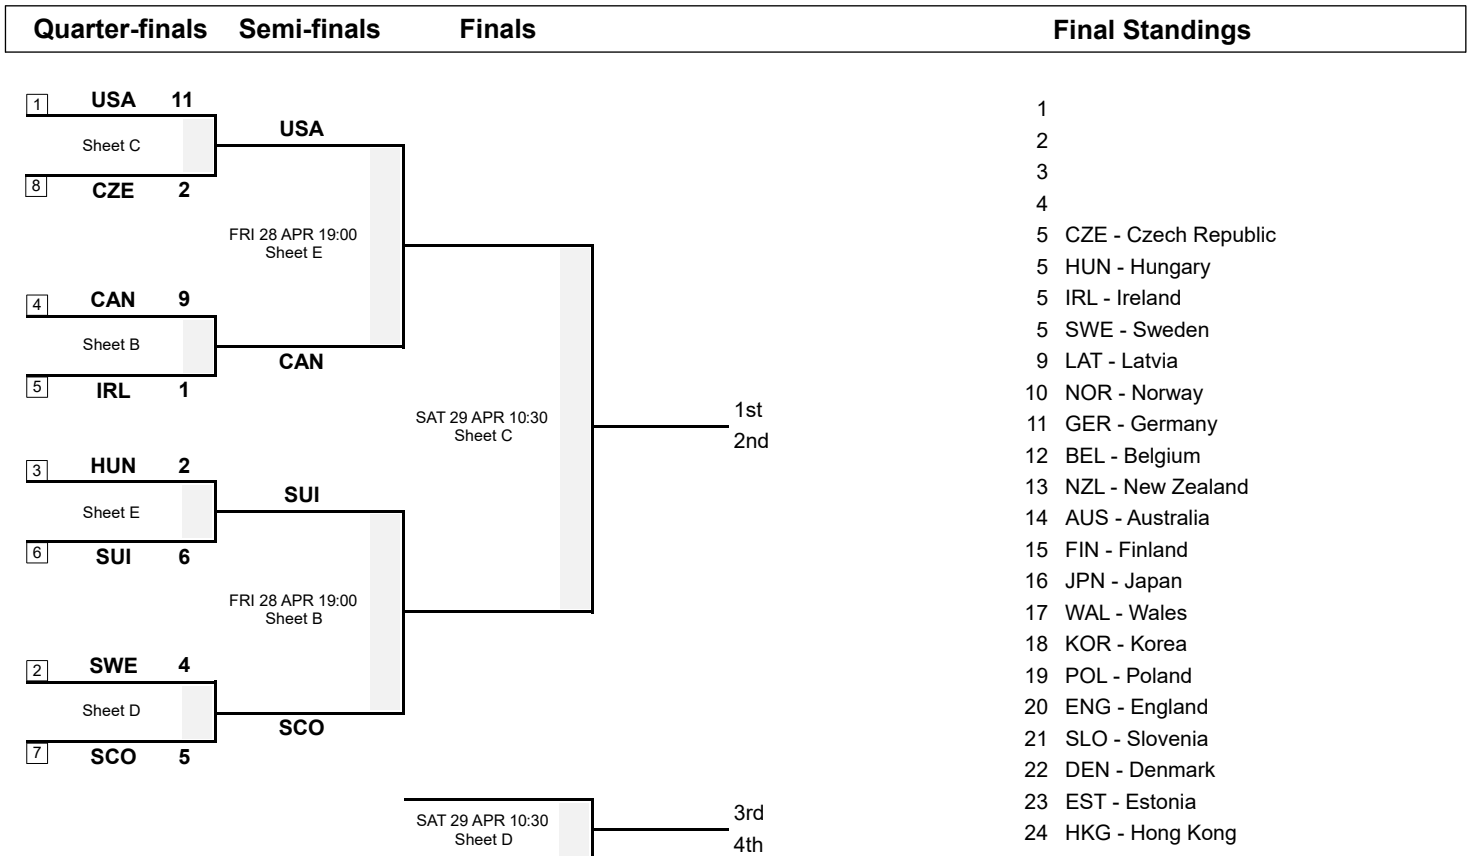 Quarter-finals Semi-finals Finals Final Standings
1 USA 11
Sheet C
8 CZE 2
USA
FRI 28 APR 19:00
Sheet E
4 CAN 9
Sheet B
5 IRL 1
CAN
SAT 29 APR 10:30
Sheet C
1st
2nd
3 HUN 2
Sheet E
6 SUI 6
SUI
FRI 28 APR 19:00
Sheet B
2 SWE 4
Sheet D
7 SCO 5
SCO
SAT 29 APR 10:30
Sheet D
3rd
4th
1
2
3
4
5 CZE - Czech Republic
5 HUN - Hungary
5 IRL - Ireland
5 SWE - Sweden
9 LAT - Latvia
10 NOR - Norway
11 GER - Germany
12 BEL - Belgium
13 NZL - New Zealand
14 AUS - Australia
15 FIN - Finland
16 JPN - Japan
17 WAL - Wales
18 KOR - Korea
19 POL - Poland
20 ENG - England
21 SLO - Slovenia
22 DEN - Denmark
23 EST - Estonia
24 HKG - Hong Kong